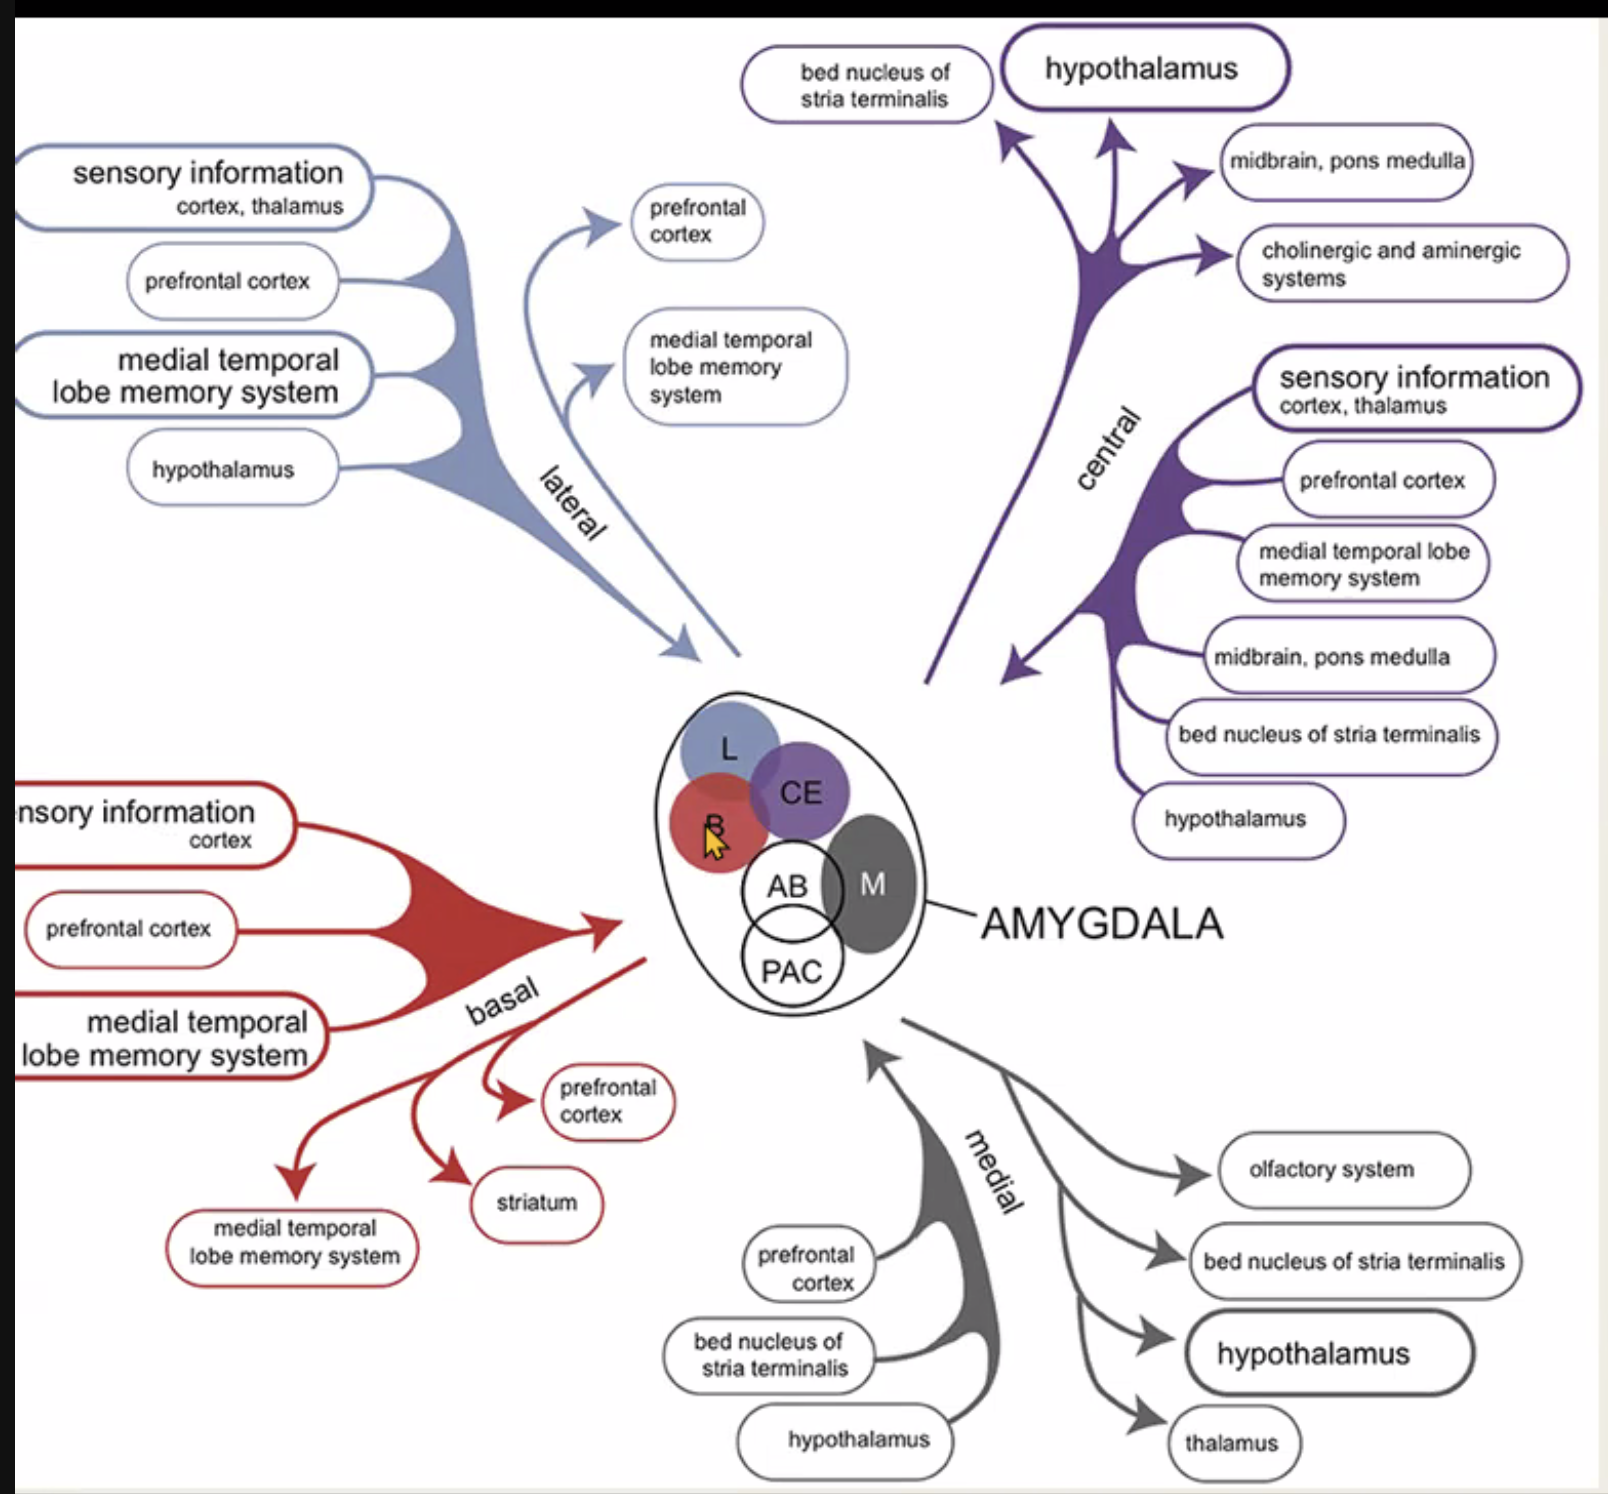 bed nucleus of
stria terminalis
hypothalamus
midbrain, pons medulla
cholinergic and aminergic
systems
sensory information
cortex, thalamus
prefrontal cortex
medial temporal
lobe memory system
hypothalamus
prefrontal
cortex
medial temporal
lobe memory
system
lateral
central
sensory information
cortex, thalamus
prefrontal cortex
medial temporal lobe
memory system
midbrain, pons medulla
bed nucleus of stria terminalis
hypothalamus
L
CE
B
AB
M
PAC
AMYGDALA
nsory information
cortex
prefrontal cortex
medial temporal
lobe memory system
basal
prefrontal
cortex
striatum
medial temporal
lobe memory system
medial
prefrontal
cortex
bed nucleus of
stria terminalis
hypothalamus
olfactory system
bed nucleus of stria terminalis
hypothalamus
thalamus